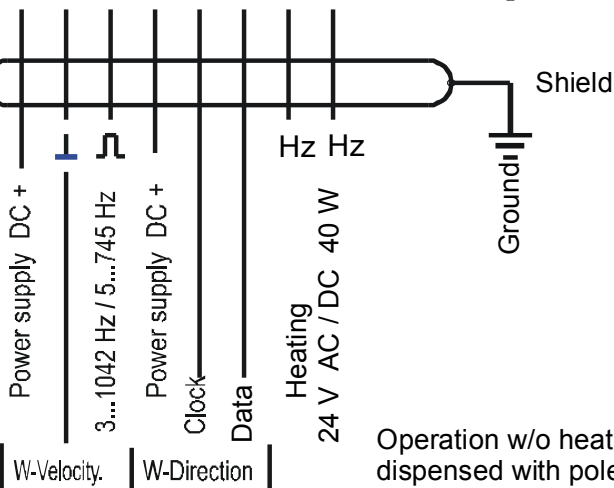 Shield
Hz Hz
Ground
Power supply DC +
3...1042 Hz / 5...745 Hz
Power supply DC +
Clock
Data
Heating
24 V AC / DC 40 W
W-Velocity.
W-Direction
Operation w/o heat
dispensed with pole